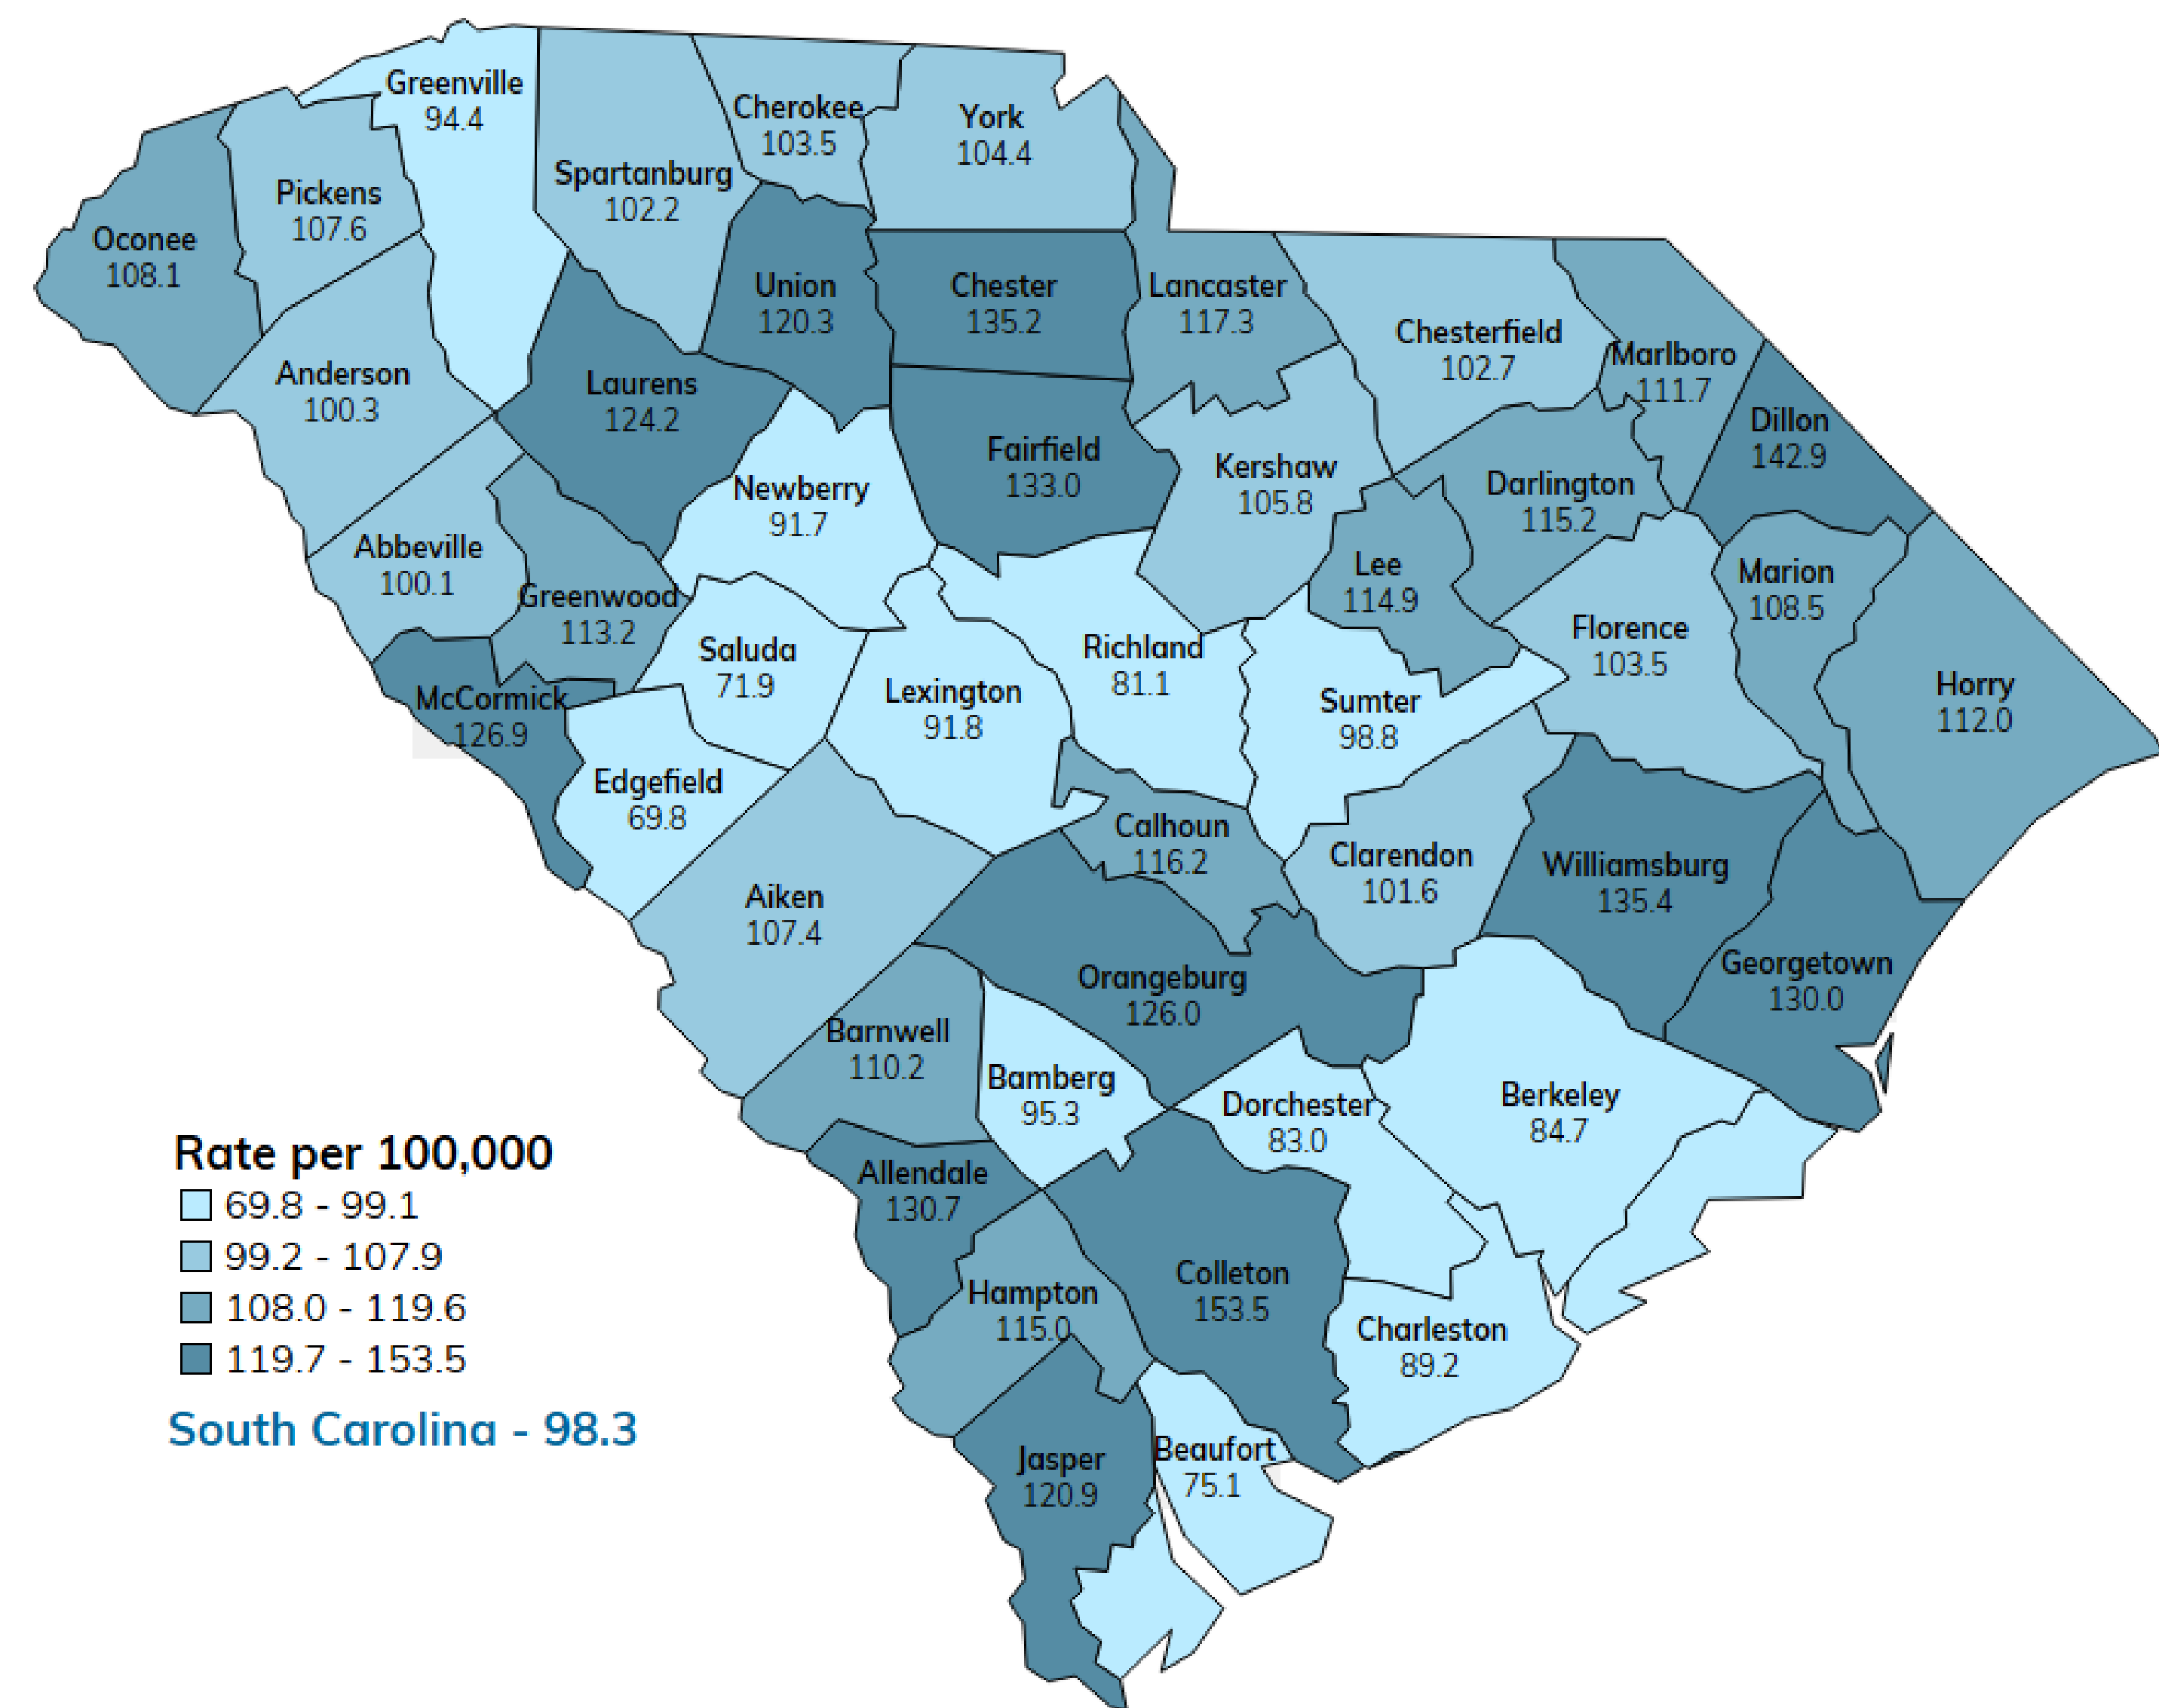 Greenville
94.4
Cherokee
103.5
York
104.4
Spartanburg
102.2
Pickens
107.6
Oconee
108.1
Union
120.3
Chester
135.2
Lancaster
117.3
Chesterfield
102.7
Marlboro
111.7
Anderson
100.3
Laurens
124.2
Dillon
142.9
Fairfield
133.0
Kershaw
105.8
Darlington
115.2
Newberry
91.7
Abbeville
100.1
Lee
114.9
Marion
108.5
Greenwood
113.2
Florence
103.5
Saluda
71.9
Richland
81.1
Horry
112.0
McCormick
126.9
Lexington
91.8
Sumter
98.8
Edgefield
69.8
Calhoun
116.2
Clarendon
101.6
Williamsburg
135.4
Aiken
107.4
Georgetown
130.0
Orangeburg
126.0
Barnwell
110.2
Bamberg
95.3
Dorchester
83.0
Berkeley
84.7
Allendale
130.7
Colleton
153.5
Hampton
115.0
Charleston
89.2
Beaufort
75.1
Jasper
120.9
Rate per 100,000
69.8 - 99.1
99.2 - 107.9
108.0 - 119.6
119.7 - 153.5
South Carolina - 98.3